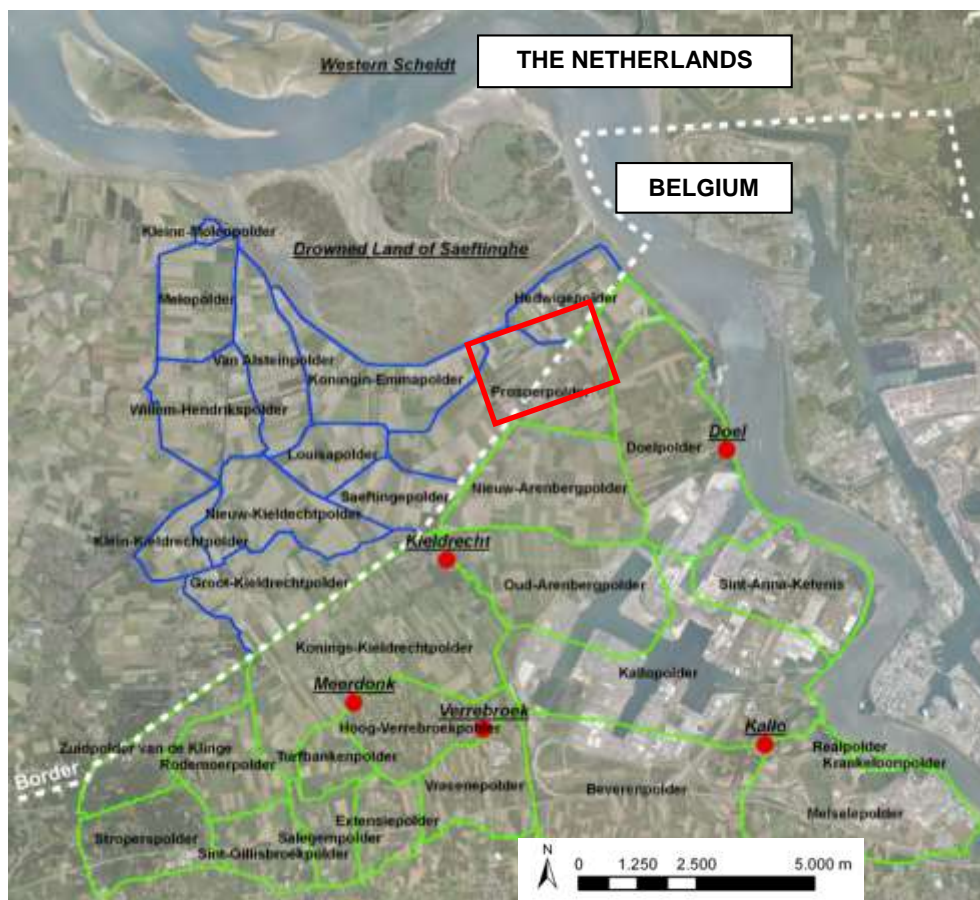 THE NETHERLANDS
Western Scheldt
BELGIUM
Kleine-Molenpolder
Drowned Land of Saeftinghe
Melopolder
Hedwigepolder
Van Alsteinpolder
Koningin-Emmapolder
Prosperpolder
Willem-Hendrikspolder
Doel
Doelpolder
Louisapolder
Saeftingepolder
Nieuw-Arenbergpolder
Nieuw-Kieldrechtpolder
Klein-Kieldrechtpolder
Kieldrecht
Groot-Kieldrechtpolder
Oud-Arenbergpolder
Sint-Anna-Ketenis
Konings-Kieldrechtpolder
Kallopolder
Meerdonk
Verrebroek
Hoog-Verrebroekpolder
Kallo
Zuidpolder van de Klinge
Turfbankenpolder
Rodemoerpolder
Realpolder
Krankeloonpolder
Border
Vrasenepolder
Beverenpolder
Melselepolder
Extensiepolder
Stroperspolder
Salegempolder
Sint-Gillisbroekpolder
N
0 1.250 2.500 5.000 m